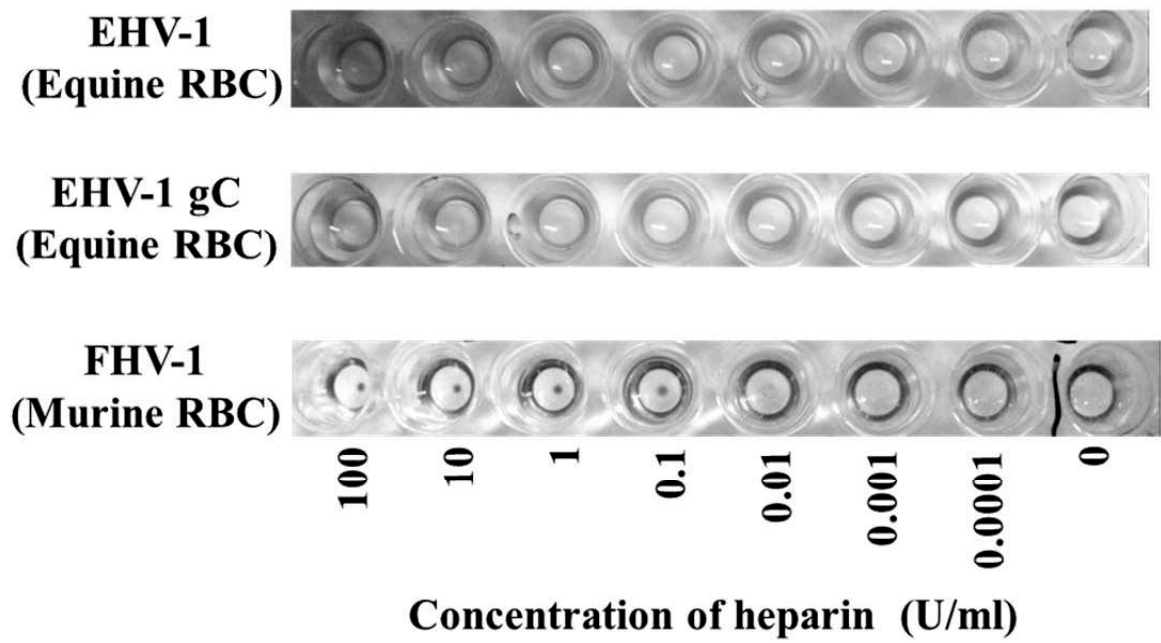 EHV-1
(Equine RBC)
EHV-1 gC
(Equine RBC)
FHV-1
(Murine RBC)
100
10
1
0.1
0.01
0.001
0.0001
0
Concentration of heparin (U/ml)